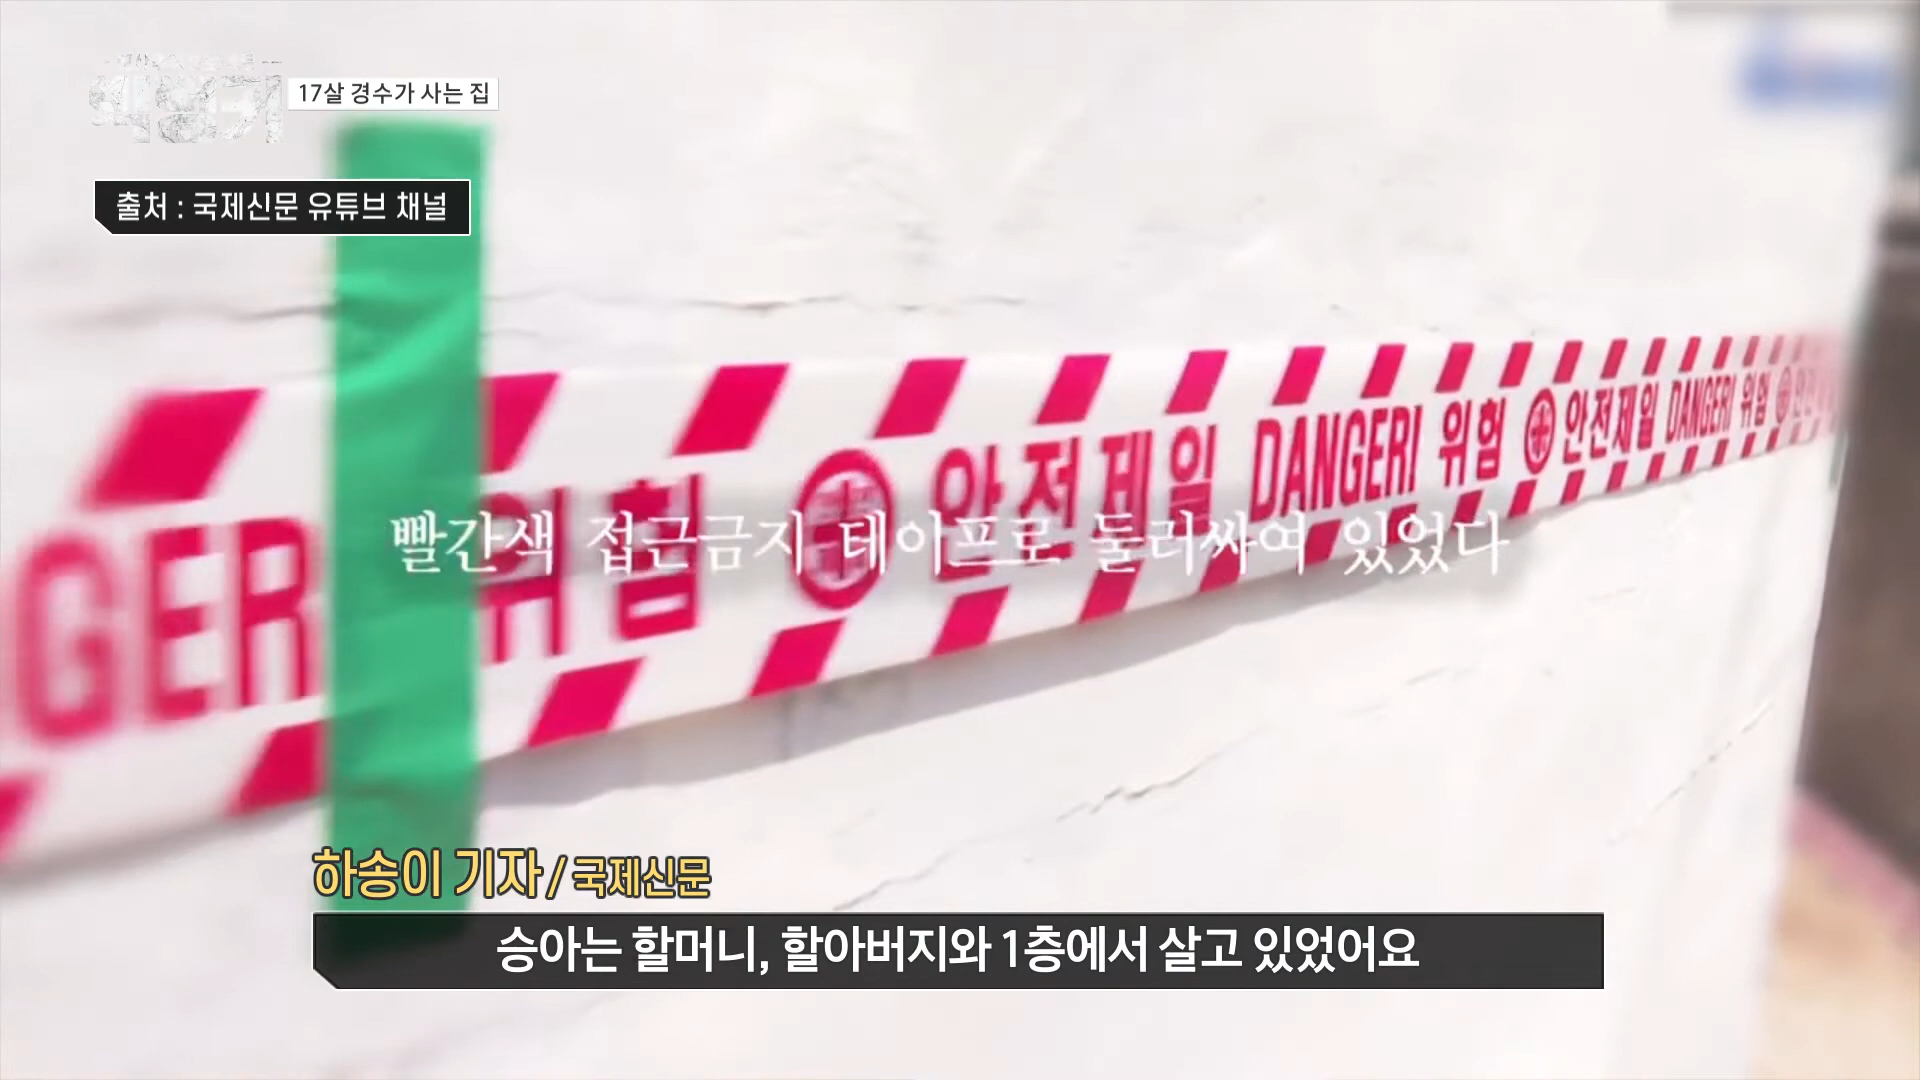 17살 경수가 사는 집
출처 : 국제신문 유튜브 채널
GER 위험 안전제일 DANGER! 위험 안전제일 DANGER! 위험 안전
빨간색 접근금지 테이프로 둘러싸여 있었다
하송이 기자 / 국제신문
승아는 할머니, 할아버지와 1층에서 살고 있었어요